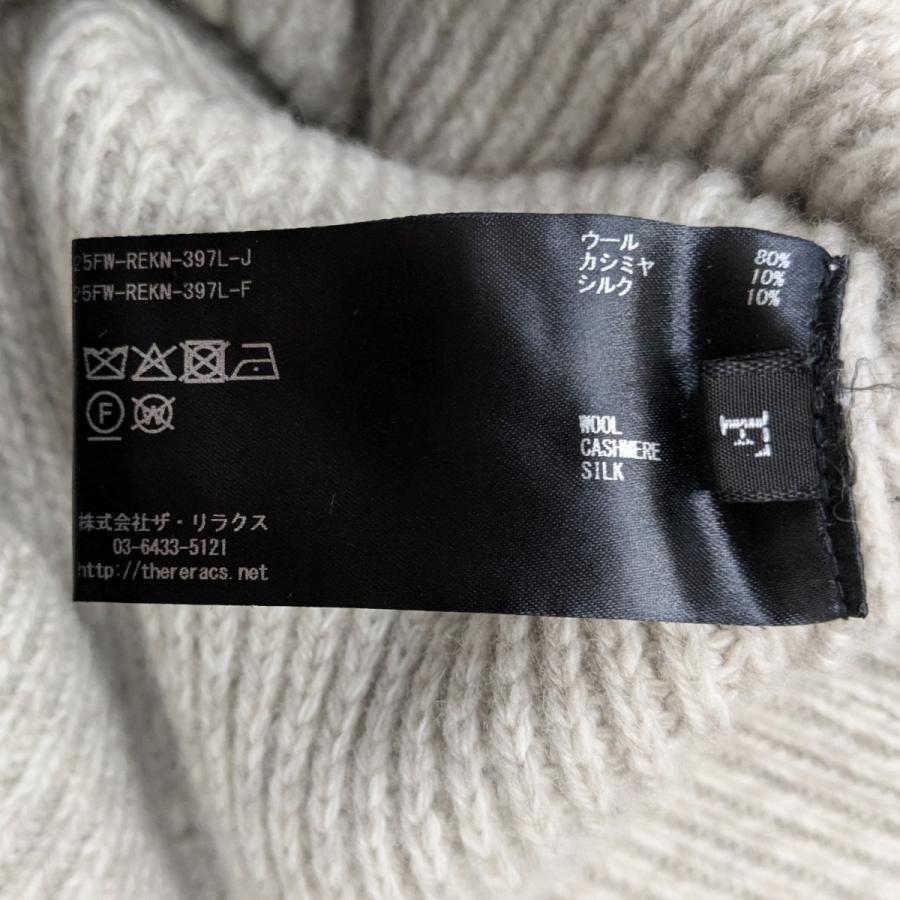 25FW-REKN-397L-J
25FW-REKN-397L-F
ウール 80%
カシミヤ 10%
シルク 10%
F
W
WOOL
CASHMERE
SILK
F
株式会社ザ・リラクス
03-6433-5121
http://thereracs.net